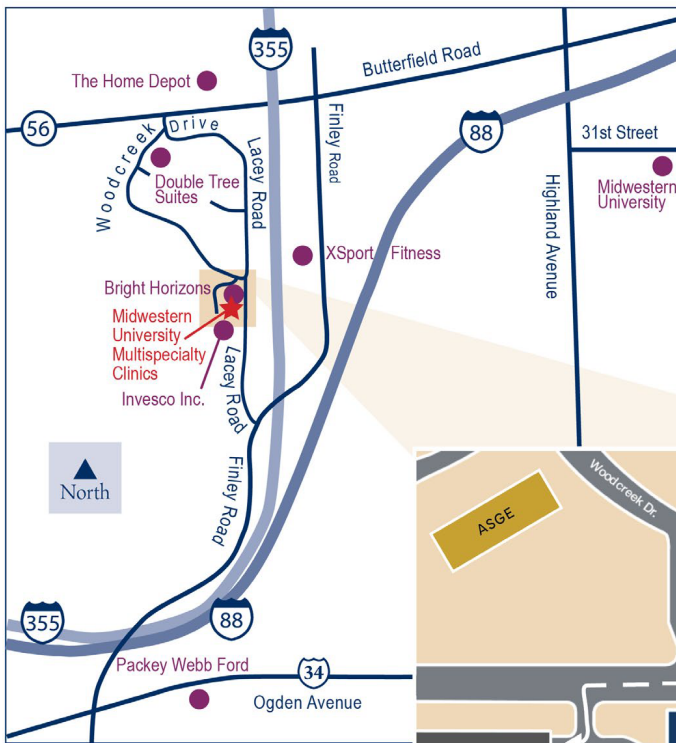 355
Butterfield Road
The Home Depot
56
Woodcreek
Drive
Lacey Road
Finley Road
88
31st Street
Double Tree
Suites
Highland Avenue
Midwestern
University
XSport Fitness
Bright Horizons
Midwestern
University
Multispecialty
Clinics
Invesco Inc.
Lacey Road
North
Finley Road
Woodcreek Dr.
ASGE
355
88
Packey Webb Ford
34
Ogden Avenue